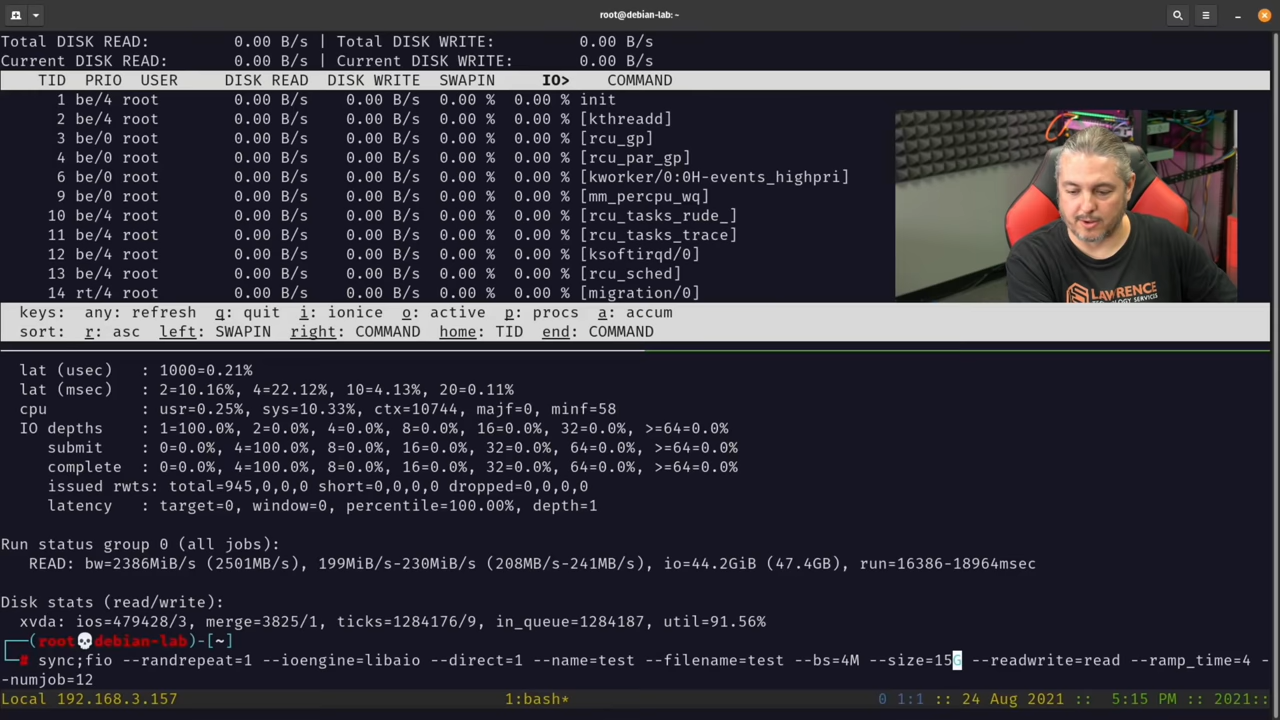 root@debian-lab: ~
Total DISK READ: 0.00 B/s | Total DISK WRITE: 0.00 B/s
Current DISK READ: 0.00 B/s | Current DISK WRITE: 0.00 B/s
TID PRIO USER DISK READ DISK WRITE SWAPIN IO> COMMAND
1 be/4 root 0.00 B/s 0.00 B/s 0.00 % 0.00 % init
2 be/4 root 0.00 B/s 0.00 B/s 0.00 % 0.00 % [kthreadd]
3 be/0 root 0.00 B/s 0.00 B/s 0.00 % 0.00 % [rcu_gp]
4 be/0 root 0.00 B/s 0.00 B/s 0.00 % 0.00 % [rcu_par_gp]
6 be/0 root 0.00 B/s 0.00 B/s 0.00 % 0.00 % [kworker/0:0H-events_highpri]
9 be/0 root 0.00 B/s 0.00 B/s 0.00 % 0.00 % [mm_percpu_wq]
10 be/4 root 0.00 B/s 0.00 B/s 0.00 % 0.00 % [rcu_tasks_rude_]
11 be/4 root 0.00 B/s 0.00 B/s 0.00 % 0.00 % [rcu_tasks_trace]
12 be/4 root 0.00 B/s 0.00 B/s 0.00 % 0.00 % [ksoftirqd/0]
13 be/4 root 0.00 B/s 0.00 B/s 0.00 % 0.00 % [rcu_sched]
14 rt/4 root 0.00 B/s 0.00 B/s 0.00 % 0.00 % [migration/0]
keys: any: refresh q: quit i: ionice o: active p: procs a: accum
sort: r: asc left: SWAPIN right: COMMAND home: TID end: COMMAND
LAWRENCE
TECHNOLOGY SERVICES
lat (usec) : 1000=0.21%
lat (msec) : 2=10.16%, 4=22.12%, 10=4.13%, 20=0.11%
cpu : usr=0.25%, sys=10.33%, ctx=10744, majf=0, minf=58
IO depths : 1=100.0%, 2=0.0%, 4=0.0%, 8=0.0%, 16=0.0%, 32=0.0%, >=64=0.0%
submit : 0=0.0%, 4=100.0%, 8=0.0%, 16=0.0%, 32=0.0%, 64=0.0%, >=64=0.0%
complete : 0=0.0%, 4=100.0%, 8=0.0%, 16=0.0%, 32=0.0%, 64=0.0%, >=64=0.0%
issued rwts: total=945,0,0,0 short=0,0,0,0 dropped=0,0,0,0
latency : target=0, window=0, percentile=100.00%, depth=1
Run status group 0 (all jobs):
READ: bw=2386MiB/s (2501MB/s), 199MiB/s-230MiB/s (208MB/s-241MB/s), io=44.2GiB (47.4GB), run=16386-18964msec
Disk stats (read/write):
xvda: ios=479428/3, merge=3825/1, ticks=1284176/9, in_queue=1284187, util=91.56%
┌──(root💀debian-lab)-[~]
└─# sync;fio --randrepeat=1 --ioengine=libaio --direct=1 --name=test --filename=test --bs=4M --size=15G --readwrite=read --ramp_time=4 -
-numjob=12
Local 192.168.3.157 1:bash* 0 1:1 :: 24 Aug 2021 :: 5:15 PM :: 2021::